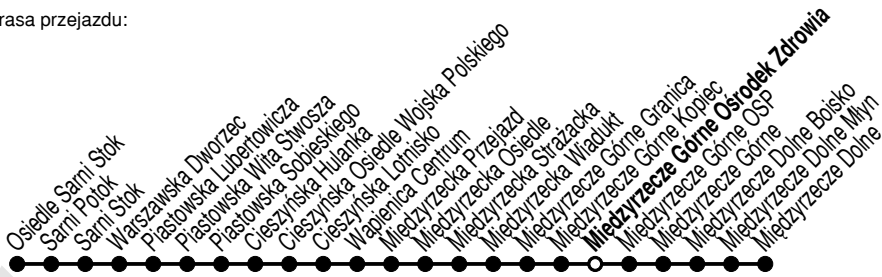 rasa przejazdu:
Osiedle Sarni Stok
Sarni Potok
Sarni Stok
Warszawska Dworzec
Piastowska Lubertowicza
Piastowska Wita Stwosza
Piastowska Sobieskiego
Cieszyńska Hulanka
Cieszyńska Osiedle Wojska Polskiego
Cieszyńska Lotnisko
Wapienica Centrum
Międzyrzecka Przejazd
Międzyrzecka Osiedle
Międzyrzecka Strażacka
Międzyrzecka Wiadukt
Międzyrzecze Górne Granica
Międzyrzecze Górne Kopiec
Międzyrzecze Górne Ośrodek Zdrowia
Międzyrzecze Górne OSP
Międzyrzecze Górne
Międzyrzecze Dolne Boisko
Międzyrzecze Dolne Młyn
Międzyrzecze Dolne